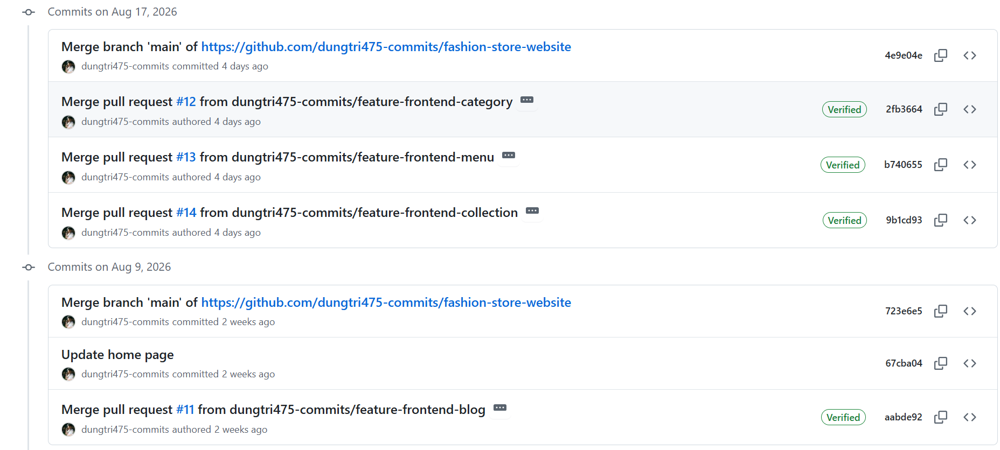 Commits on Aug 17, 2026
Merge branch 'main' of https://github.com/dungtri475-commits/fashion-store-website
dungtri475-commits committed 4 days ago
4e9e04e
Merge pull request #12 from dungtri475-commits/feature-frontend-category
dungtri475-commits authored 4 days ago
Verified 2fb3664
Merge pull request #13 from dungtri475-commits/feature-frontend-menu
dungtri475-commits authored 4 days ago
Verified b740655
Merge pull request #14 from dungtri475-commits/feature-frontend-collection
dungtri475-commits authored 4 days ago
Verified 9b1cd93
Commits on Aug 9, 2026
Merge branch 'main' of https://github.com/dungtri475-commits/fashion-store-website
dungtri475-commits committed 2 weeks ago
723e6e5
Update home page
dungtri475-commits committed 2 weeks ago
67cba04
Merge pull request #11 from dungtri475-commits/feature-frontend-blog
dungtri475-commits authored 2 weeks ago
Verified aabde92